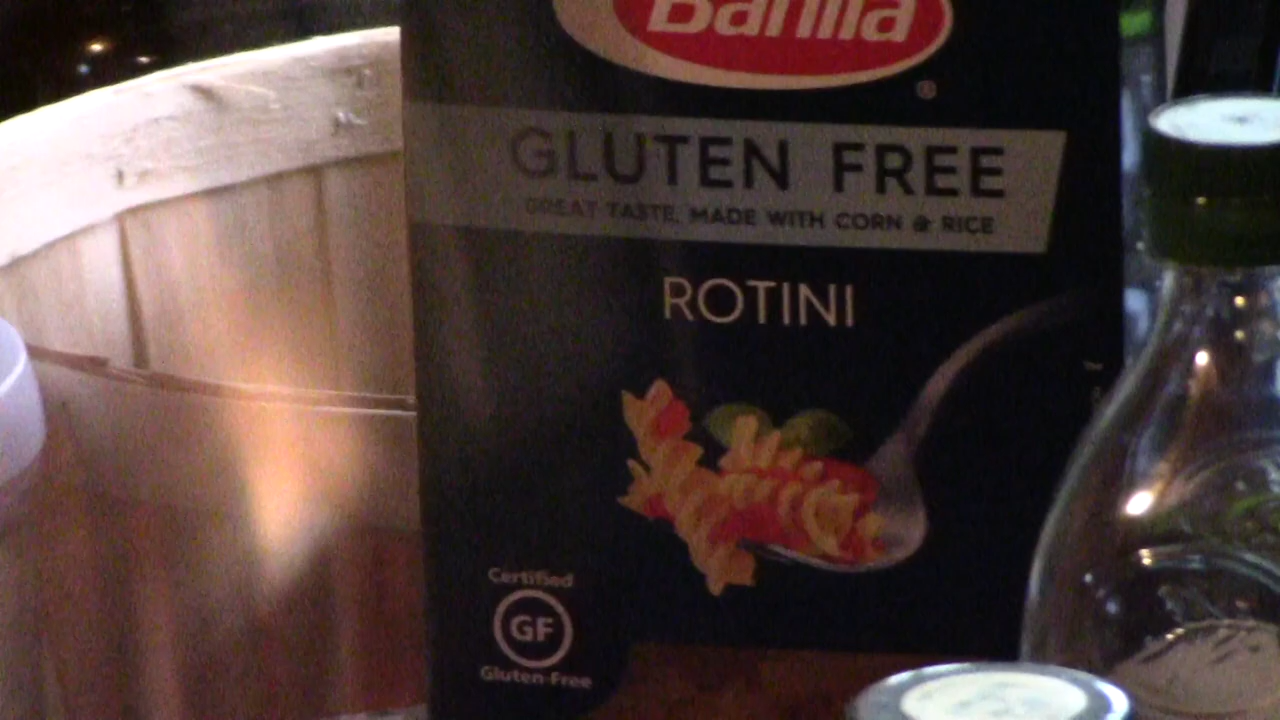 Barilla
®
GLUTEN FREE
GREAT TASTE, MADE WITH CORN & RICE
ROTINI
Certified
GF
Gluten-Free